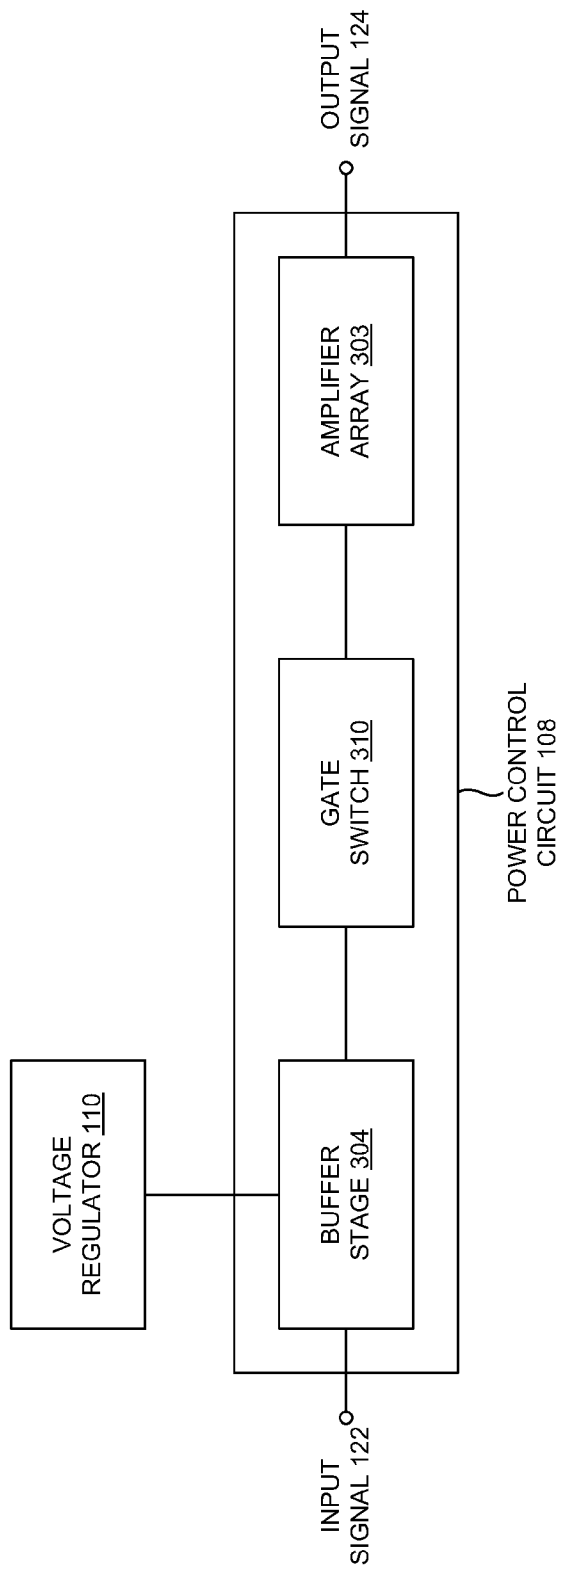 VOLTAGE
REGULATOR 110
INPUT
SIGNAL 122
BUFFER
STAGE 304
GATE
SWITCH 310
AMPLIFIER
ARRAY 303
OUTPUT
SIGNAL 124
POWER CONTROL
CIRCUIT 108